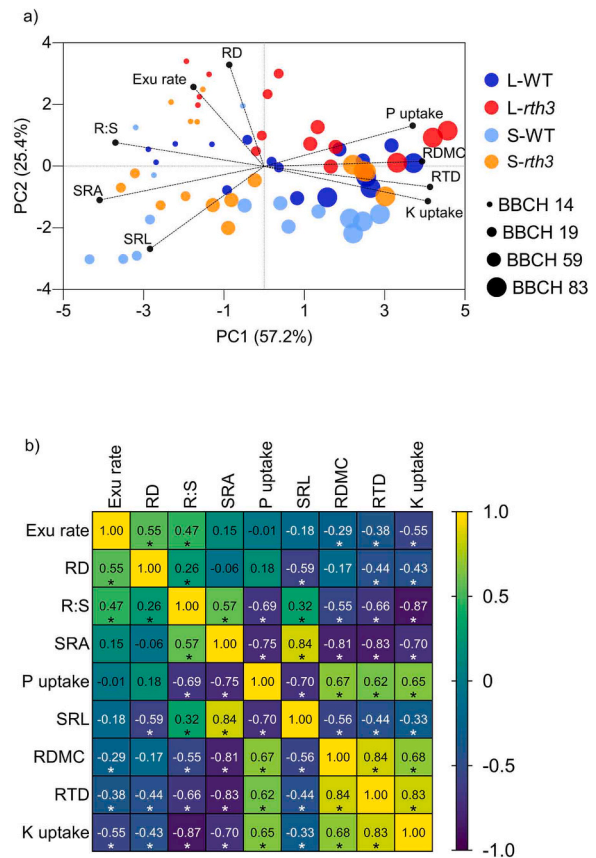 a)
4
2
0
-2
-4
PC2 (25.4%)
-5
-3
-1
1
3
5
PC1 (57.2%)
RD
Exu rate
R:S
SRA
SRL
P uptake
RDMC
RTD
K uptake
L-WT
L-rth3
S-WT
S-rth3
BBCH 14
BBCH 19
BBCH 59
BBCH 83
b)
Exu rate RD R:S SRA P uptake SRL RDMC RTD K uptake
Exu rate 1.00 0.55 * 0.47 * 0.15 -0.01 -0.18 -0.29 * -0.38 * -0.55 *
RD 0.55 * 1.00 0.26 * -0.06 0.18 -0.59 * -0.17 -0.44 * -0.43 *
R:S 0.47 * 0.26 * 1.00 0.57 * -0.69 * 0.32 * -0.55 * -0.66 * -0.87 *
SRA 0.15 -0.06 0.57 * 1.00 -0.75 * 0.84 * -0.81 * -0.83 * -0.70 *
P uptake -0.01 0.18 -0.69 * -0.75 * 1.00 -0.70 * 0.67 * 0.62 * 0.65 *
SRL -0.18 -0.59 * 0.32 * 0.84 * -0.70 * 1.00 -0.56 * -0.44 * -0.33 *
RDMC -0.29 * -0.17 -0.55 * -0.81 * 0.67 * -0.56 * 1.00 0.84 * 0.68 *
RTD -0.38 * -0.44 * -0.66 * -0.83 * 0.62 * -0.44 * 0.84 * 1.00 0.83 *
K uptake -0.55 * -0.43 * -0.87 * -0.70 * 0.65 * -0.33 * 0.68 * 0.83 * 1.00
1.0
0.5
0
-0.5
-1.0